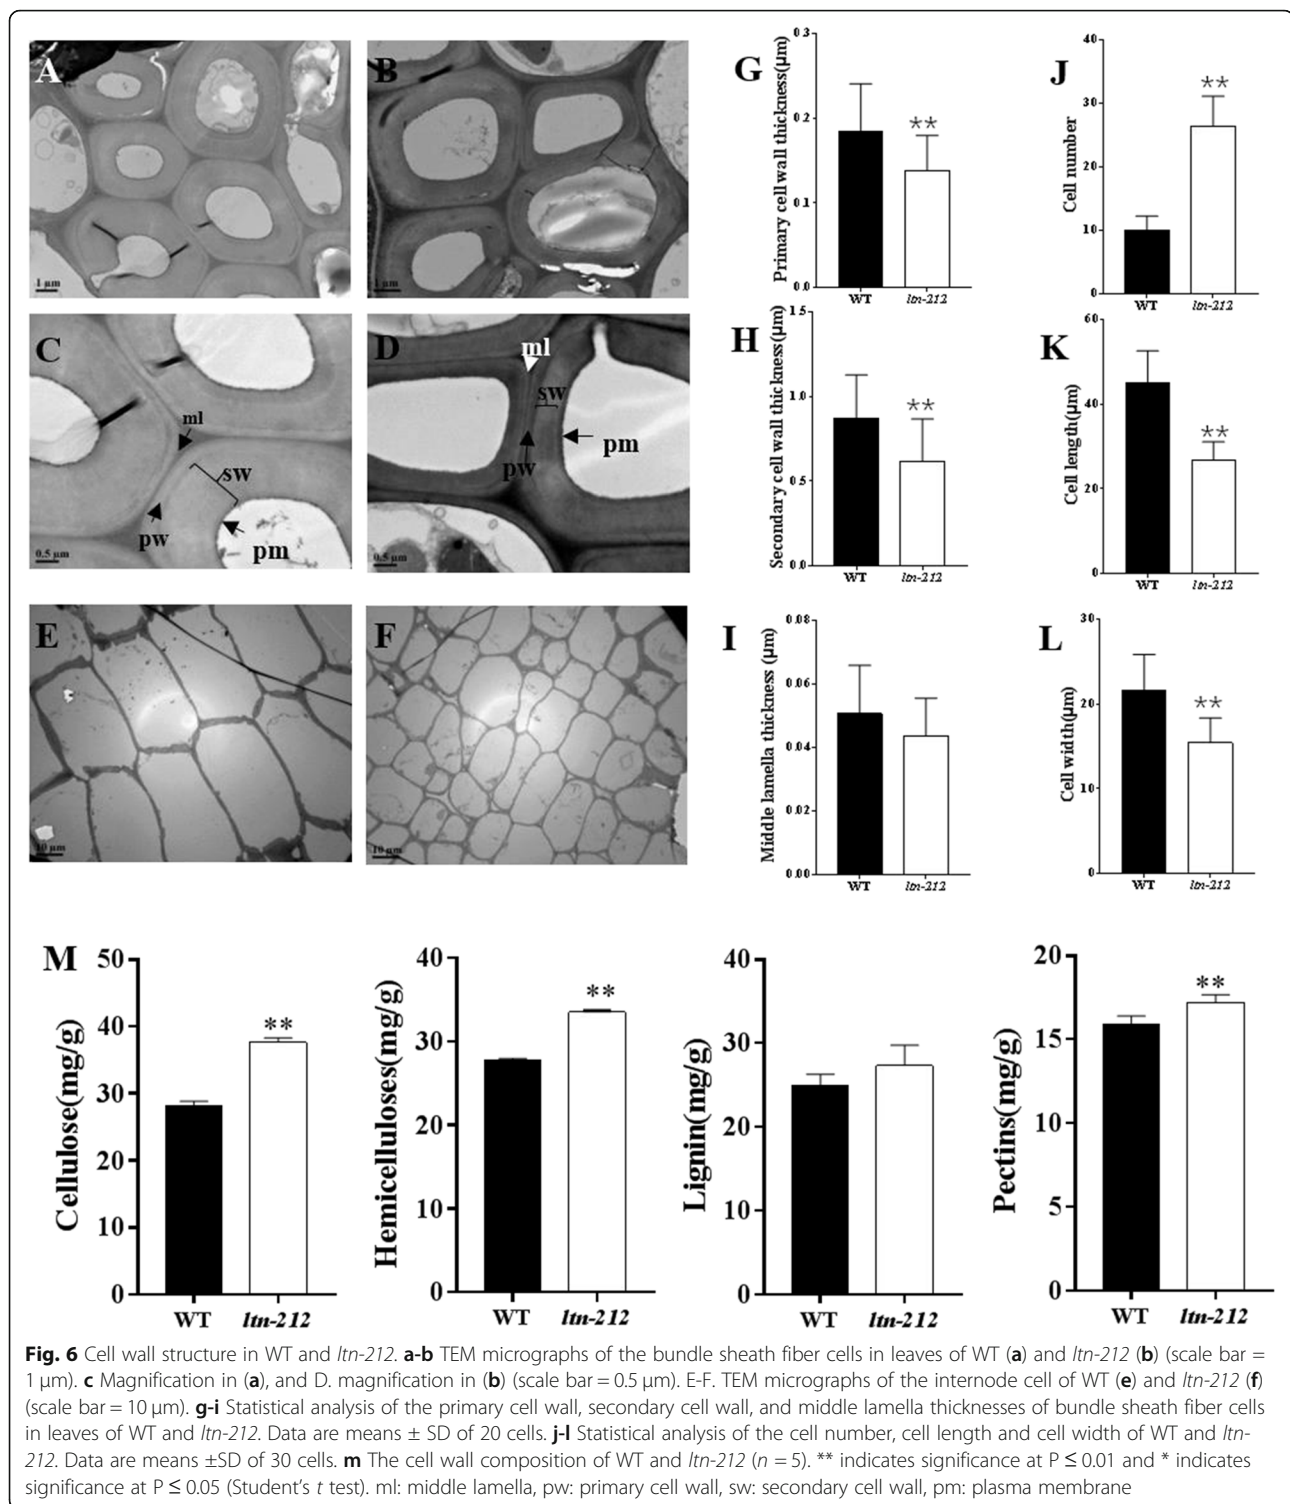 A
1 μm
B
1 μm
C
ml
sw
pw
pm
0.5 μm
D
ml
sw
pw
pm
0.5 μm
E
10 μm
F
10 μm
G
Primary cell wall thickness(μm)
0.3
0.2
0.1
0.0
**
WT
ltn-212
H
Secondary cell wall thickness(μm)
1.5
1.0
0.5
0.0
**
WT
ltn-212
I
Middle lamella thickness (μm)
0.08
0.06
0.04
0.02
0.00
WT
ltn-212
J
Cell number
40
30
20
10
0
**
WT
ltn-212
K
Cell length(μm)
60
40
20
0
**
WT
ltn-212
L
Cell width(μm)
30
20
10
0
**
WT
ltn-212
M
Cellulose(mg/g)
50
40
30
20
10
0
**
WT
ltn-212
Hemicelluloses(mg/g)
40
30
20
10
0
**
WT
ltn-212
Lignin(mg/g)
40
30
20
10
0
WT
ltn-212
Pectins(mg/g)
20
15
10
5
0
**
WT
ltn-212
Fig. 6 Cell wall structure in WT and ltn-212. a-b TEM micrographs of the bundle sheath fiber cells in leaves of WT (a) and ltn-212 (b) (scale bar =
1 μm). c Magnification in (a), and D. magnification in (b) (scale bar = 0.5 μm). E-F. TEM micrographs of the internode cell of WT (e) and ltn-212 (f)
(scale bar = 10 μm). g-i Statistical analysis of the primary cell wall, secondary cell wall, and middle lamella thicknesses of bundle sheath fiber cells
in leaves of WT and ltn-212. Data are means ± SD of 20 cells. j-l Statistical analysis of the cell number, cell length and cell width of WT and ltn-
212. Data are means ±SD of 30 cells. m The cell wall composition of WT and ltn-212 (n = 5). ** indicates significance at P ≤ 0.01 and * indicates
significance at P ≤ 0.05 (Student's t test). ml: middle lamella, pw: primary cell wall, sw: secondary cell wall, pm: plasma membrane